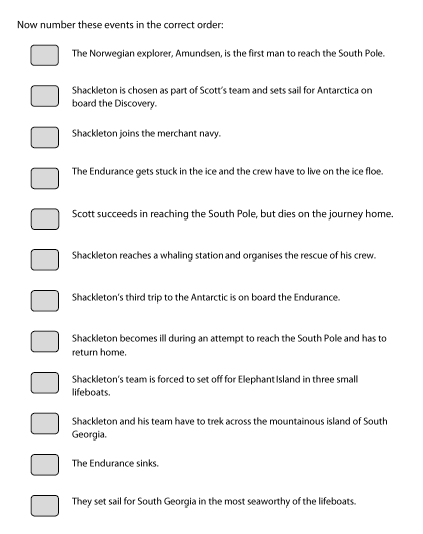 Now number these events in the correct order:
The Norwegian explorer, Amundsen, is the first man to reach the South Pole.
Shackleton is chosen as part of Scott's team and sets sail for Antarctica on
board the Discovery.
Shackleton joins the merchant navy.
The Endurance gets stuck in the ice and the crew have to live on the ice floe.
Scott succeeds in reaching the South Pole, but dies on the journey home.
Shackleton reaches a whaling station and organises the rescue of his crew.
Shackleton's third trip to the Antarctic is on board the Endurance.
Shackleton becomes ill during an attempt to reach the South Pole and has to
return home.
Shackleton's team is forced to set off for Elephant Island in three small
lifeboats.
Shackleton and his team have to trek across the mountainous island of South
Georgia.
The Endurance sinks.
They set sail for South Georgia in the most seaworthy of the lifeboats.